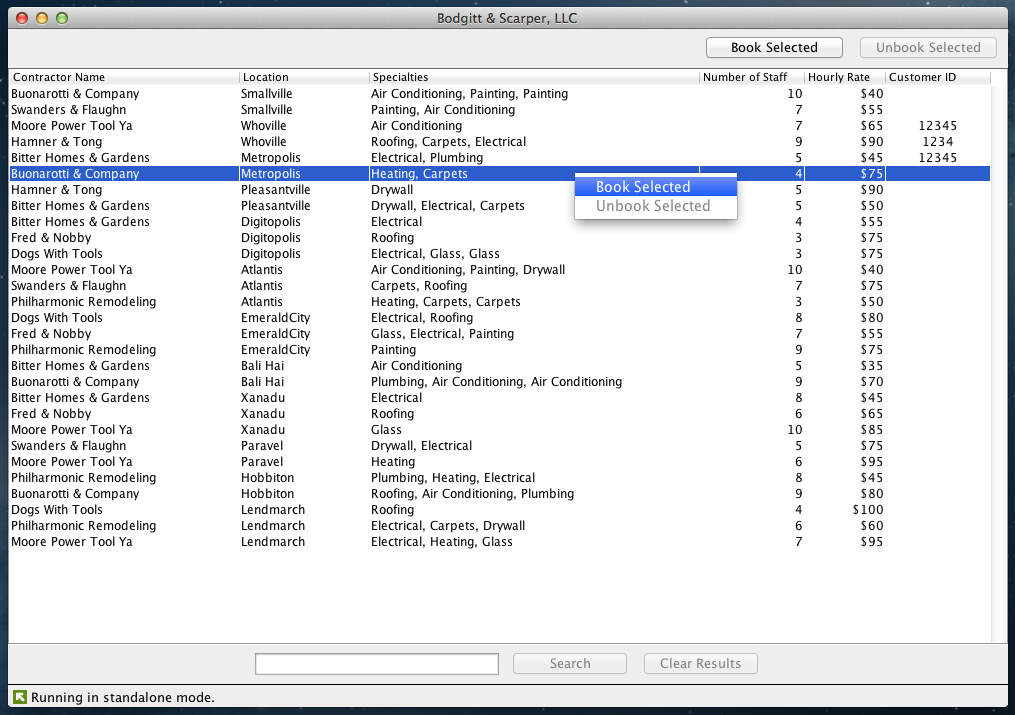 Bodgitt & Scarper, LLC
Book Selected Unbook Selected
Contractor Name Location Specialties Number of Staff Hourly Rate Customer ID
Buonarotti & Company Smallville Air Conditioning, Painting, Painting 10 $40
Swanders & Flaughn Smallville Painting, Air Conditioning 7 $55
Moore Power Tool Ya Whoville Air Conditioning 7 $65 12345
Hamner & Tong Whoville Roofing, Carpets, Electrical 9 $90 1234
Bitter Homes & Gardens Metropolis Electrical, Plumbing 5 $45 12345
Buonarotti & Company Metropolis Heating, Carpets 4 $75
Book Selected
Unbook Selected
Hamner & Tong Pleasantville Drywall 5 $90
Bitter Homes & Gardens Pleasantville Drywall, Electrical, Carpets 5 $50
Bitter Homes & Gardens Digitopolis Electrical 4 $55
Fred & Nobby Digitopolis Roofing 3 $75
Dogs With Tools Digitopolis Electrical, Glass, Glass 3 $75
Moore Power Tool Ya Atlantis Air Conditioning, Painting, Drywall 10 $40
Swanders & Flaughn Atlantis Carpets, Roofing 7 $75
Philharmonic Remodeling Atlantis Heating, Carpets, Carpets 3 $50
Dogs With Tools EmeraldCity Electrical, Roofing 8 $80
Fred & Nobby EmeraldCity Glass, Electrical, Painting 7 $55
Philharmonic Remodeling EmeraldCity Painting 9 $75
Bitter Homes & Gardens Bali Hai Air Conditioning 5 $35
Buonarotti & Company Bali Hai Plumbing, Air Conditioning, Air Conditioning 9 $70
Bitter Homes & Gardens Xanadu Electrical 8 $45
Fred & Nobby Xanadu Roofing 6 $65
Moore Power Tool Ya Xanadu Glass 10 $85
Swanders & Flaughn Paravel Drywall, Electrical 5 $75
Moore Power Tool Ya Paravel Heating 6 $95
Philharmonic Remodeling Hobbiton Plumbing, Heating, Electrical 8 $45
Buonarotti & Company Hobbiton Roofing, Air Conditioning, Plumbing 9 $80
Dogs With Tools Lendmarch Roofing 4 $100
Philharmonic Remodeling Lendmarch Electrical, Carpets, Drywall 6 $60
Moore Power Tool Ya Lendmarch Electrical, Heating, Glass 7 $95
Search Clear Results
Running in standalone mode.